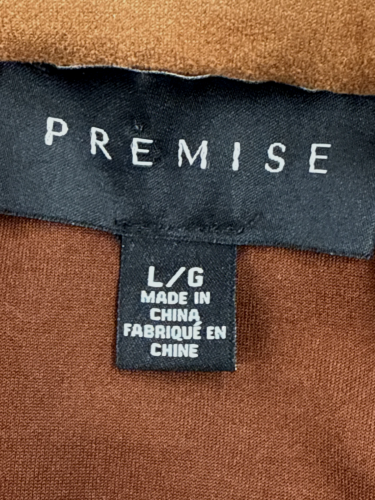 PREMISE
L/G
MADE IN
CHINA
FABRIQUÉ EN
CHINE